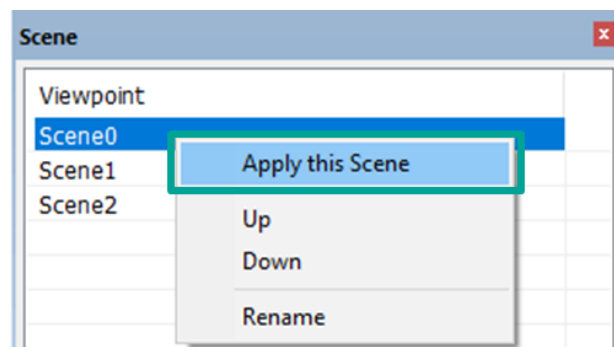 Scene
Viewpoint
Scene0
Apply this Scene
Scene1
Scene2
Up
Down
Rename